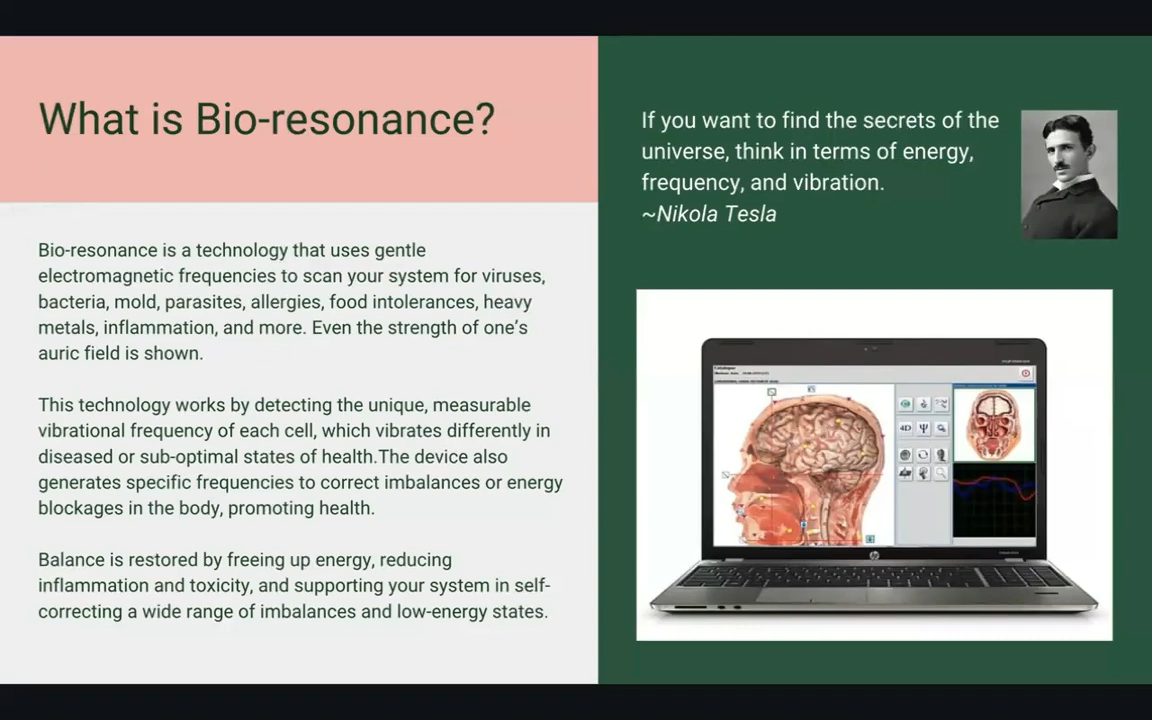 What is Bio-resonance?
Bio-resonance is a technology that uses gentle
electromagnetic frequencies to scan your system for viruses,
bacteria, mold, parasites, allergies, food intolerances, heavy
metals, inflammation, and more. Even the strength of one's
auric field is shown.
This technology works by detecting the unique, measurable
vibrational frequency of each cell, which vibrates differently in
diseased or sub-optimal states of health.The device also
generates specific frequencies to correct imbalances or energy
blockages in the body, promoting health.
Balance is restored by freeing up energy, reducing
inflammation and toxicity, and supporting your system in self-
correcting a wide range of imbalances and low-energy states.
If you want to find the secrets of the
universe, think in terms of energy,
frequency, and vibration.
~Nikola Tesla
4D
hp